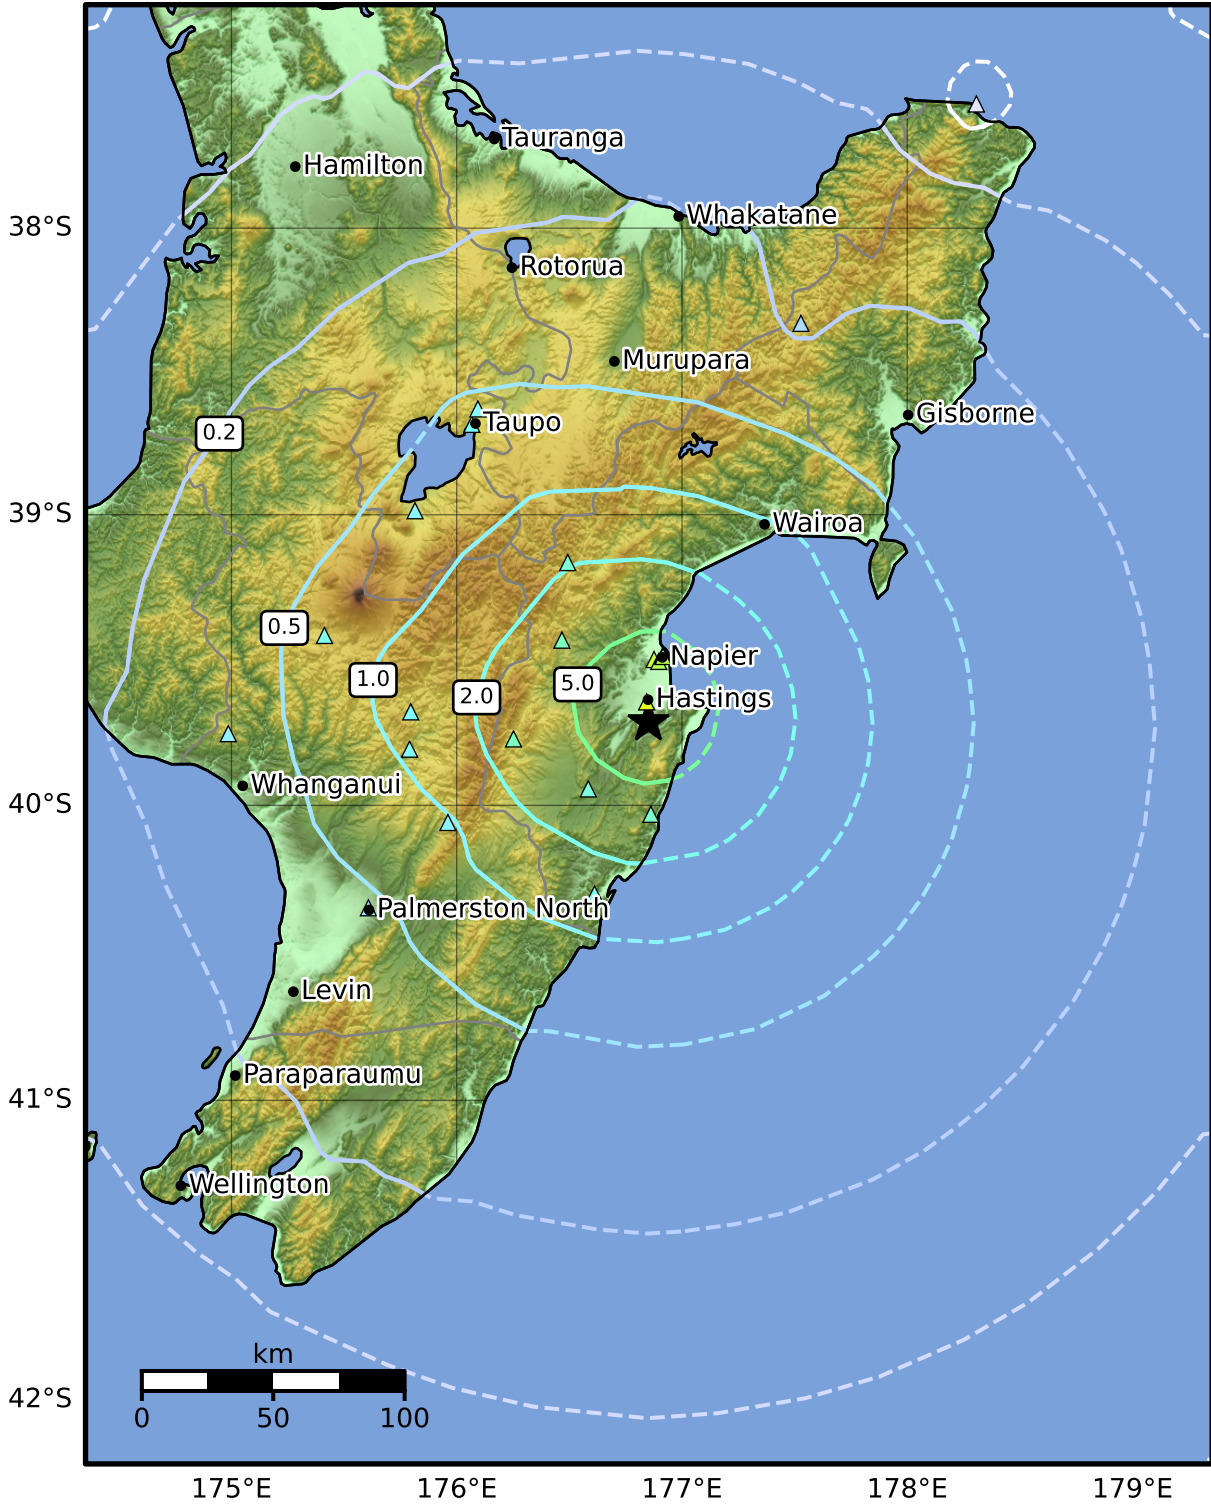 Tauranga
Hamilton
Whakatane
38°S
Rotorua
Murupara
Gisborne
Taupo
0.2
39°S
Wairoa
0.5
Napier
1.0
2.0
5.0
Hastings
Whanganui
40°S
Palmerston North
Levin
Paraparaumu
41°S
Wellington
km
0 50 100
42°S
175°E 176°E 177°E 178°E 179°E